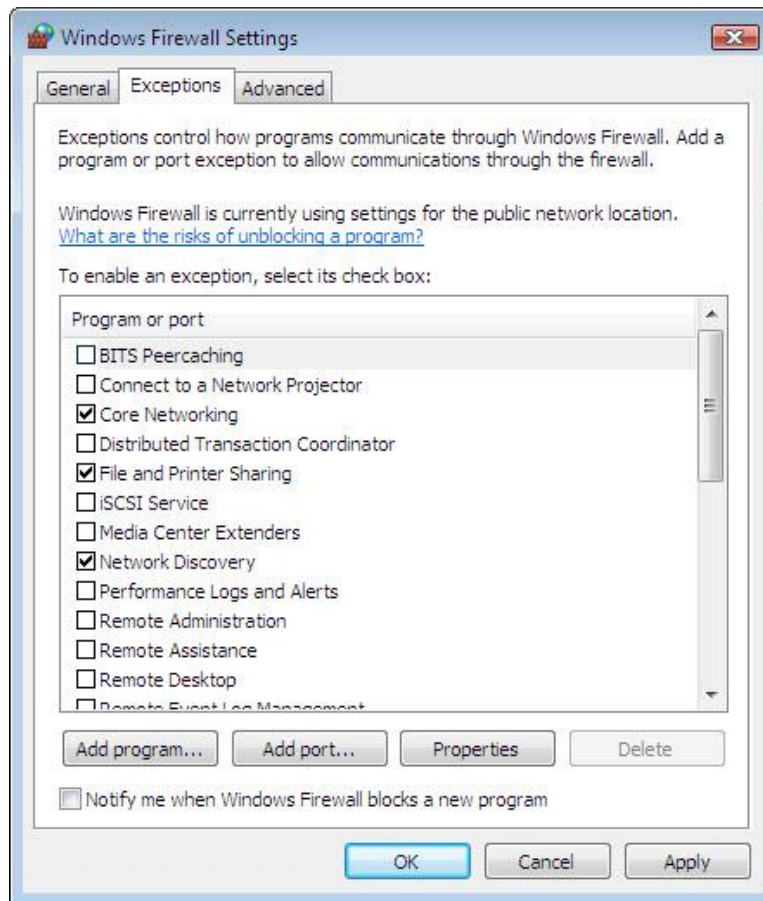 Windows Firewall Settings
General Exceptions Advanced
Exceptions control how programs communicate through Windows Firewall. Add a
program or port exception to allow communications through the firewall.
Windows Firewall is currently using settings for the public network location.
What are the risks of unblocking a program?
To enable an exception, select its check box:
Program or port
BITS Peercaching
Connect to a Network Projector
Core Networking
Distributed Transaction Coordinator
File and Printer Sharing
iSCSI Service
Media Center Extenders
Network Discovery
Performance Logs and Alerts
Remote Administration
Remote Assistance
Remote Desktop
Remote Event Log Management
Add program... Add port... Properties Delete
Notify me when Windows Firewall blocks a new program
OK Cancel Apply